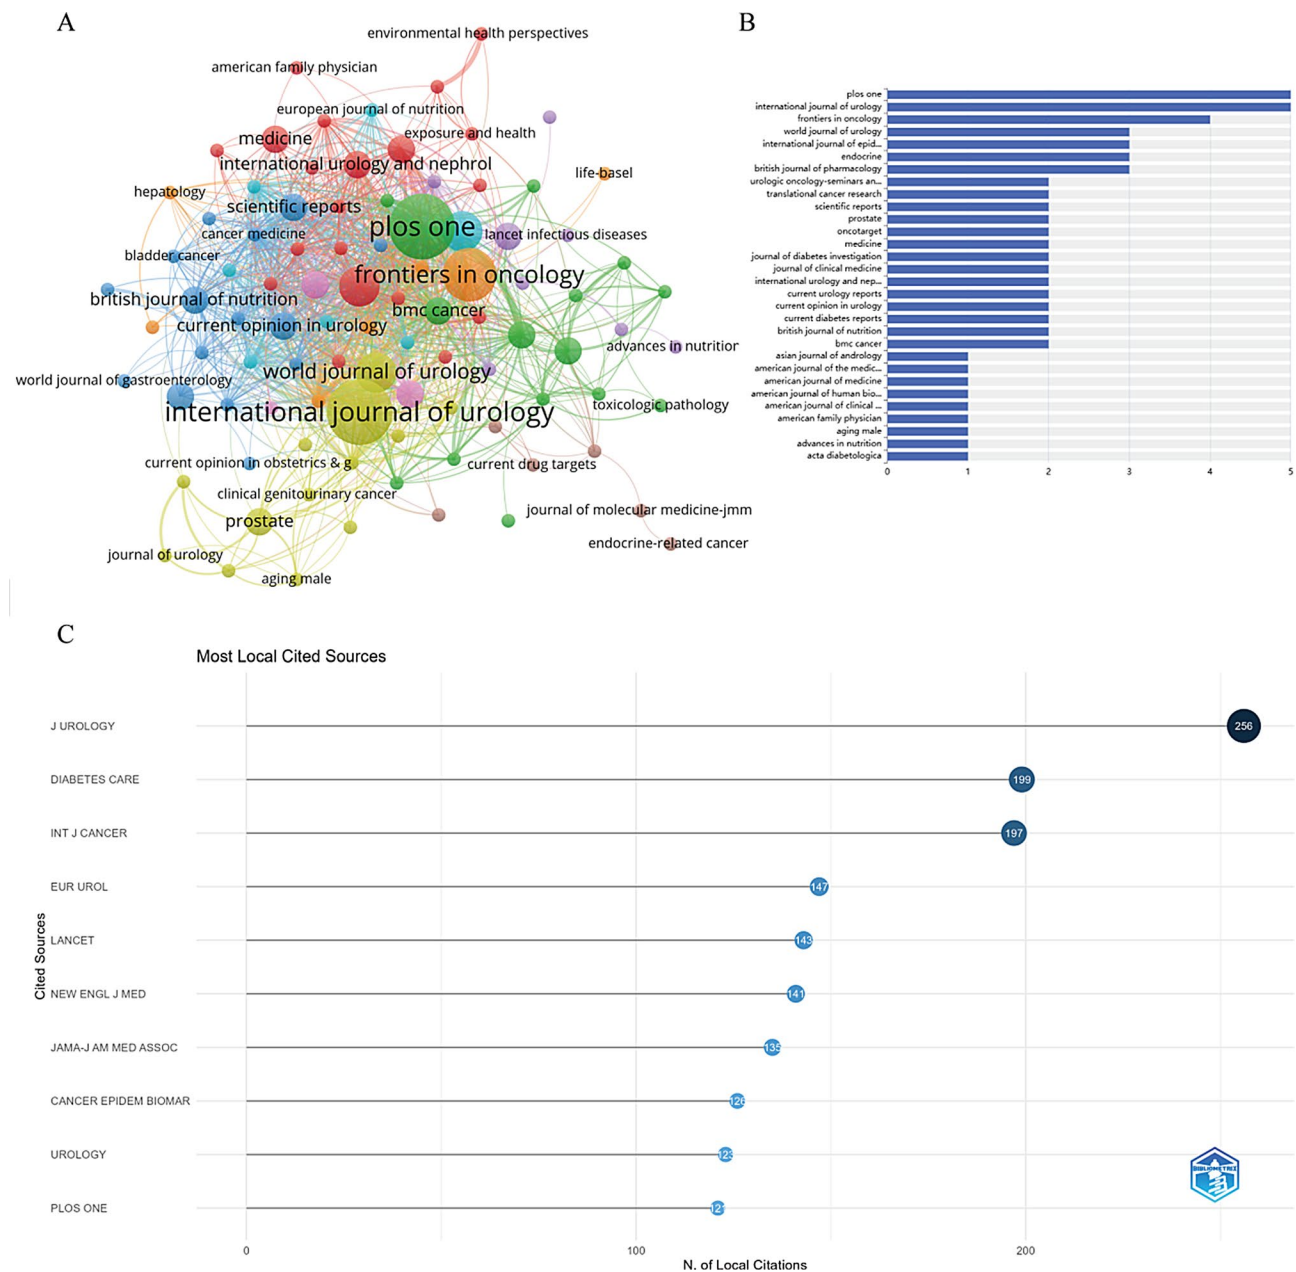 A
environmental health perspectives
american family physician
european journal of nutrition
exposure and health
medicine
international urology and nephrol
life-basel
hepatology
scientific reports
plos one
cancer medicine
lancet infectious diseases
bladder cancer
frontiers in oncology
british journal of nutrition
bmc cancer
current opinion in urology
advances in nutrition
world journal of urology
world journal of gastroenterology
international journal of urology
toxicologic pathology
current opinion in obstetrics & g
current drug targets
clinical genitourinary cancer
prostate
journal of molecular medicine-jmm
endocrine-related cancer
journal of urology
aging male
B
plos one
international journal of urology
frontiers in oncology
world journal of urology
international journal of epid...
endocrine
british journal of pharmacology
urologic oncology-seminars an...
translational cancer research
scientific reports
prostate
oncotarget
medicine
journal of diabetes investigation
journal of clinical medicine
international urology and nep...
current urology reports
current opinion in urology
current diabetes reports
british journal of nutrition
bmc cancer
asian journal of andrology
american journal of the medic...
american journal of medicine
american journal of human bio...
american journal of clinical ...
american family physician
aging male
advances in nutrition
acta diabetologica
0 1 2 3 4 5
C
Most Local Cited Sources
Cited Sources
J UROLOGY 256
DIABETES CARE 199
INT J CANCER 197
EUR UROL 147
LANCET 143
NEW ENGL J MED 141
JAMA-J AM MED ASSOC 135
CANCER EPIDEM BIOMAR 126
UROLOGY 123
PLOS ONE 121
BIBLIOMETRIX
0 100 200
N. of Local Citations